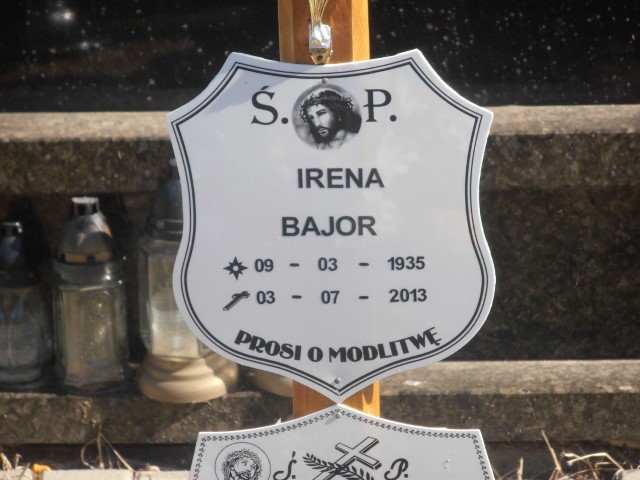 Ś. P.
IRENA
BAJOR
09 - 03 - 1935
03 - 07 - 2013
PROSI O MODLITWĘ
Ś. P.